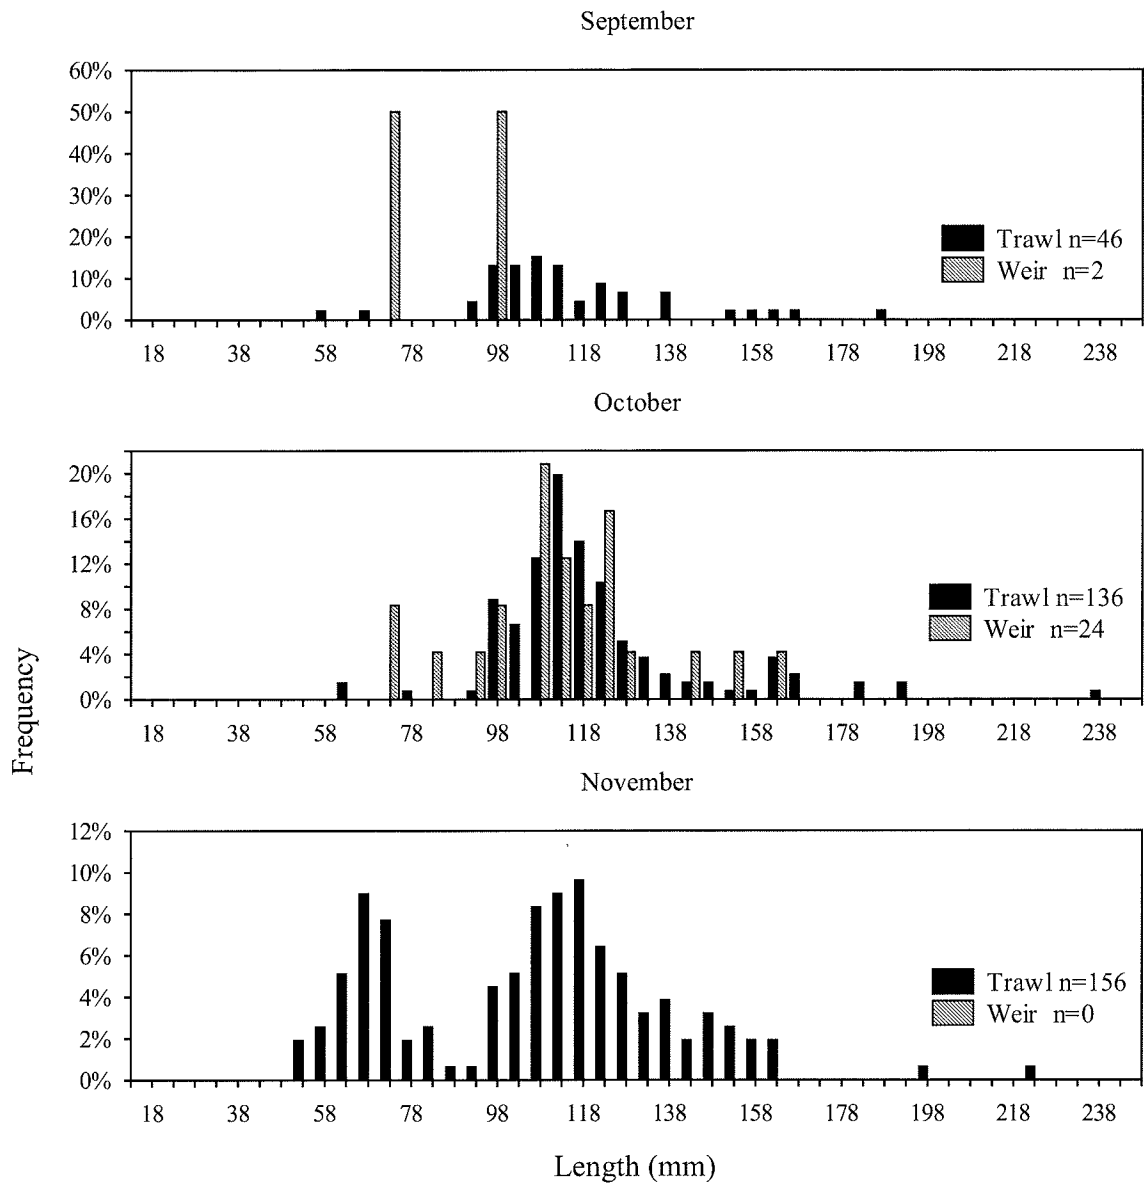 September
60%
50%
40%
30%
20%
10%
0%
Trawl n=46
Weir n=2
18 38 58 78 98 118 138 158 178 198 218 238
October
20%
16%
12%
8%
4%
0%
Trawl n=136
Weir n=24
18 38 58 78 98 118 138 158 178 198 218 238
Frequency
November
12%
10%
8%
6%
4%
2%
0%
Trawl n=156
Weir n=0
18 38 58 78 98 118 138 158 178 198 218 238
Length (mm)